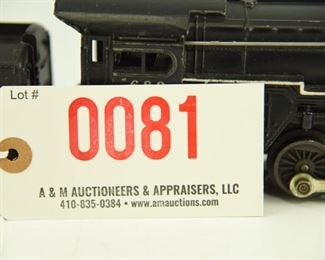 Lot #
0081
A & M AUCTIONEERS & APPRAISERS, LLC
410-835-0384 • www.amauctions.com